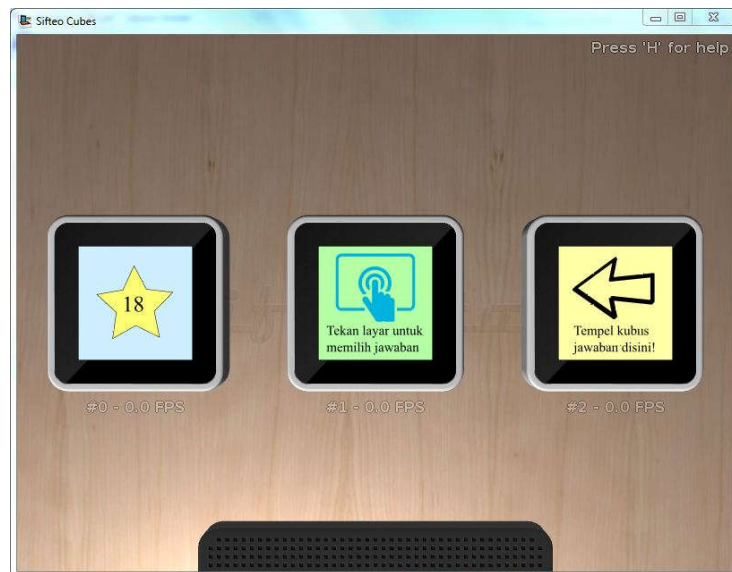 Sifteo Cubes
Press 'H' for help
18
Tekan layar untuk
memilih jawaban
Tempel kubus
jawaban disini!
#0 - 0.0 FPS
#1 - 0.0 FPS
#2 - 0.0 FPS